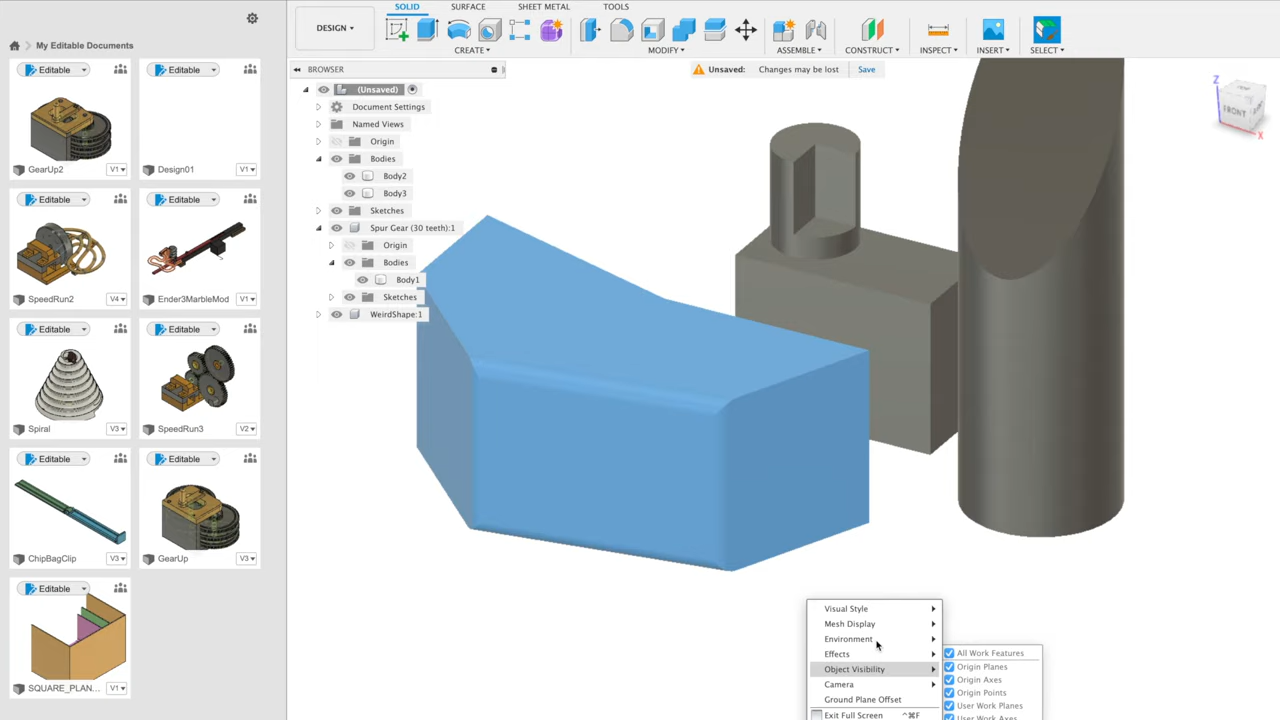 My Editable Documents
Editable
GearUp2
V1
Editable
Design01
V1
Editable
SpeedRun2
V4
Editable
Ender3MarbleMod
V1
Editable
Spiral
V3
Editable
SpeedRun3
V2
Editable
ChipBagClip
V3
Editable
GearUp
V3
Editable
SQUARE_PLAN...
V1
DESIGN
SOLID
SURFACE
SHEET METAL
TOOLS
CREATE
MODIFY
ASSEMBLE
CONSTRUCT
INSPECT
INSERT
SELECT
BROWSER
Unsaved: Changes may be lost Save
(Unsaved)
Document Settings
Named Views
Origin
Bodies
Body2
Body3
Sketches
Spur Gear (30 teeth):1
Origin
Bodies
Body1
Sketches
WeirdShape:1
Z
FRONT
X
Visual Style
Mesh Display
Environment
Effects
Object Visibility
Camera
Ground Plane Offset
Exit Full Screen ^⌘F
All Work Features
Origin Planes
Origin Axes
Origin Points
User Work Planes
User Work Axes